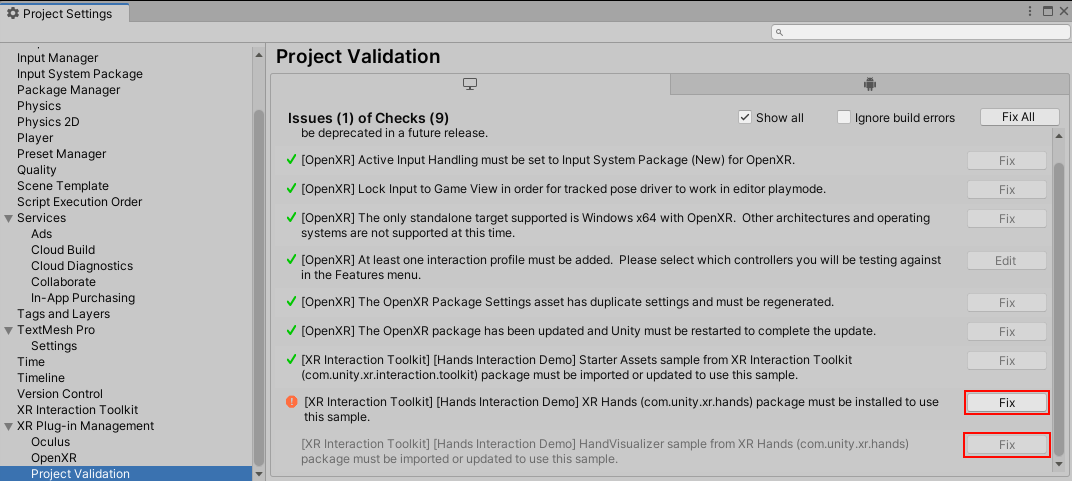 Project Settings
Input Manager
Input System Package
Package Manager
Physics
Physics 2D
Player
Preset Manager
Quality
Scene Template
Script Execution Order
Services
Ads
Cloud Build
Cloud Diagnostics
Collaborate
In-App Purchasing
Tags and Layers
TextMesh Pro
Settings
Time
Timeline
Version Control
XR Interaction Toolkit
XR Plug-in Management
Oculus
OpenXR
Project Validation
Project Validation
Issues (1) of Checks (9)
Show all
Ignore build errors
Fix All
be deprecated in a future release.
[OpenXR] Active Input Handling must be set to Input System Package (New) for OpenXR.
Fix
[OpenXR] Lock Input to Game View in order for tracked pose driver to work in editor playmode.
Fix
[OpenXR] The only standalone target supported is Windows x64 with OpenXR.  Other architectures and operating
systems are not supported at this time.
Fix
[OpenXR] At least one interaction profile must be added.  Please select which controllers you will be testing against
in the Features menu.
Edit
[OpenXR] The OpenXR Package Settings asset has duplicate settings and must be regenerated.
Fix
[OpenXR] The OpenXR package has been updated and Unity must be restarted to complete the update.
Fix
[XR Interaction Toolkit] [Hands Interaction Demo] Starter Assets sample from XR Interaction Toolkit
(com.unity.xr.interaction.toolkit) package must be imported or updated to use this sample.
Fix
[XR Interaction Toolkit] [Hands Interaction Demo] XR Hands (com.unity.xr.hands) package must be installed to use
this sample.
Fix
[XR Interaction Toolkit] [Hands Interaction Demo] HandVisualizer sample from XR Hands (com.unity.xr.hands)
package must be imported or updated to use this sample.
Fix